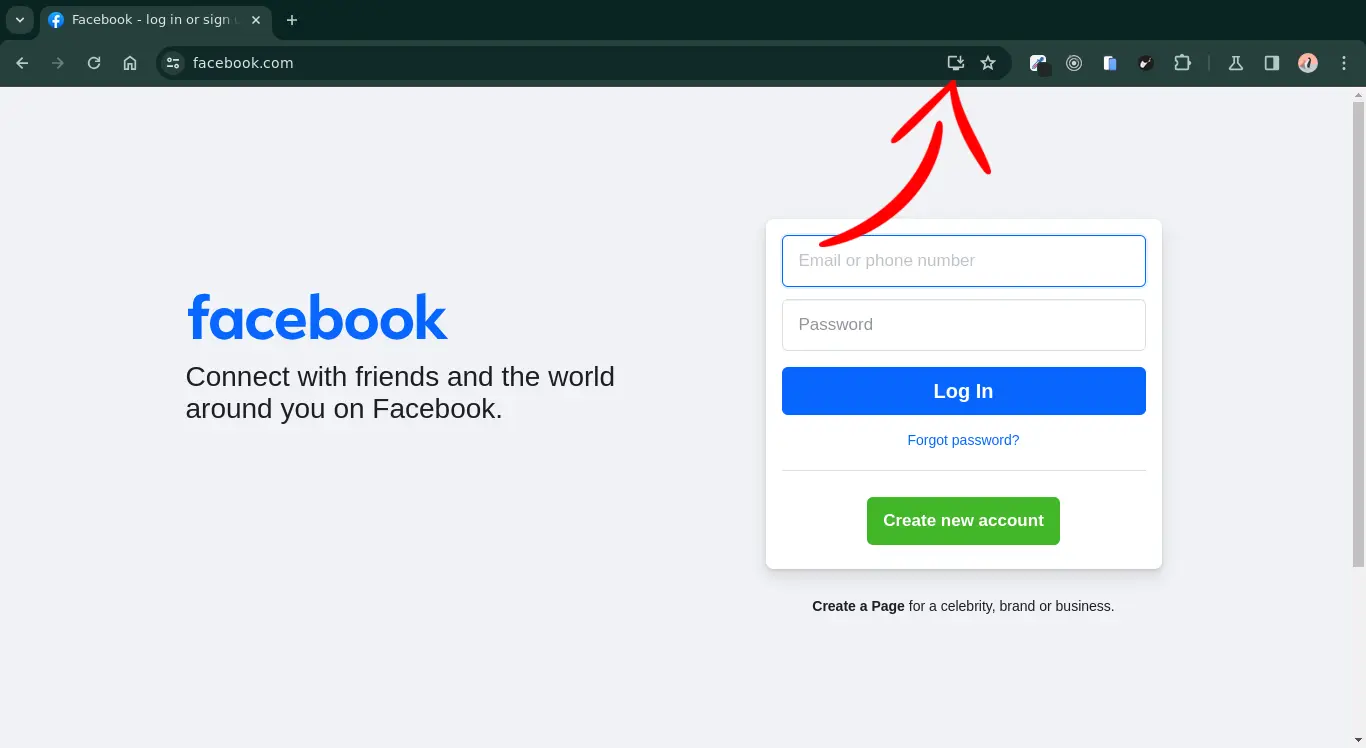 Facebook - log in or sign
facebook.com
facebook
Connect with friends and the world
around you on Facebook.
Email or phone number
Password
Log In
Forgot password?
Create new account
Create a Page for a celebrity, brand or business.